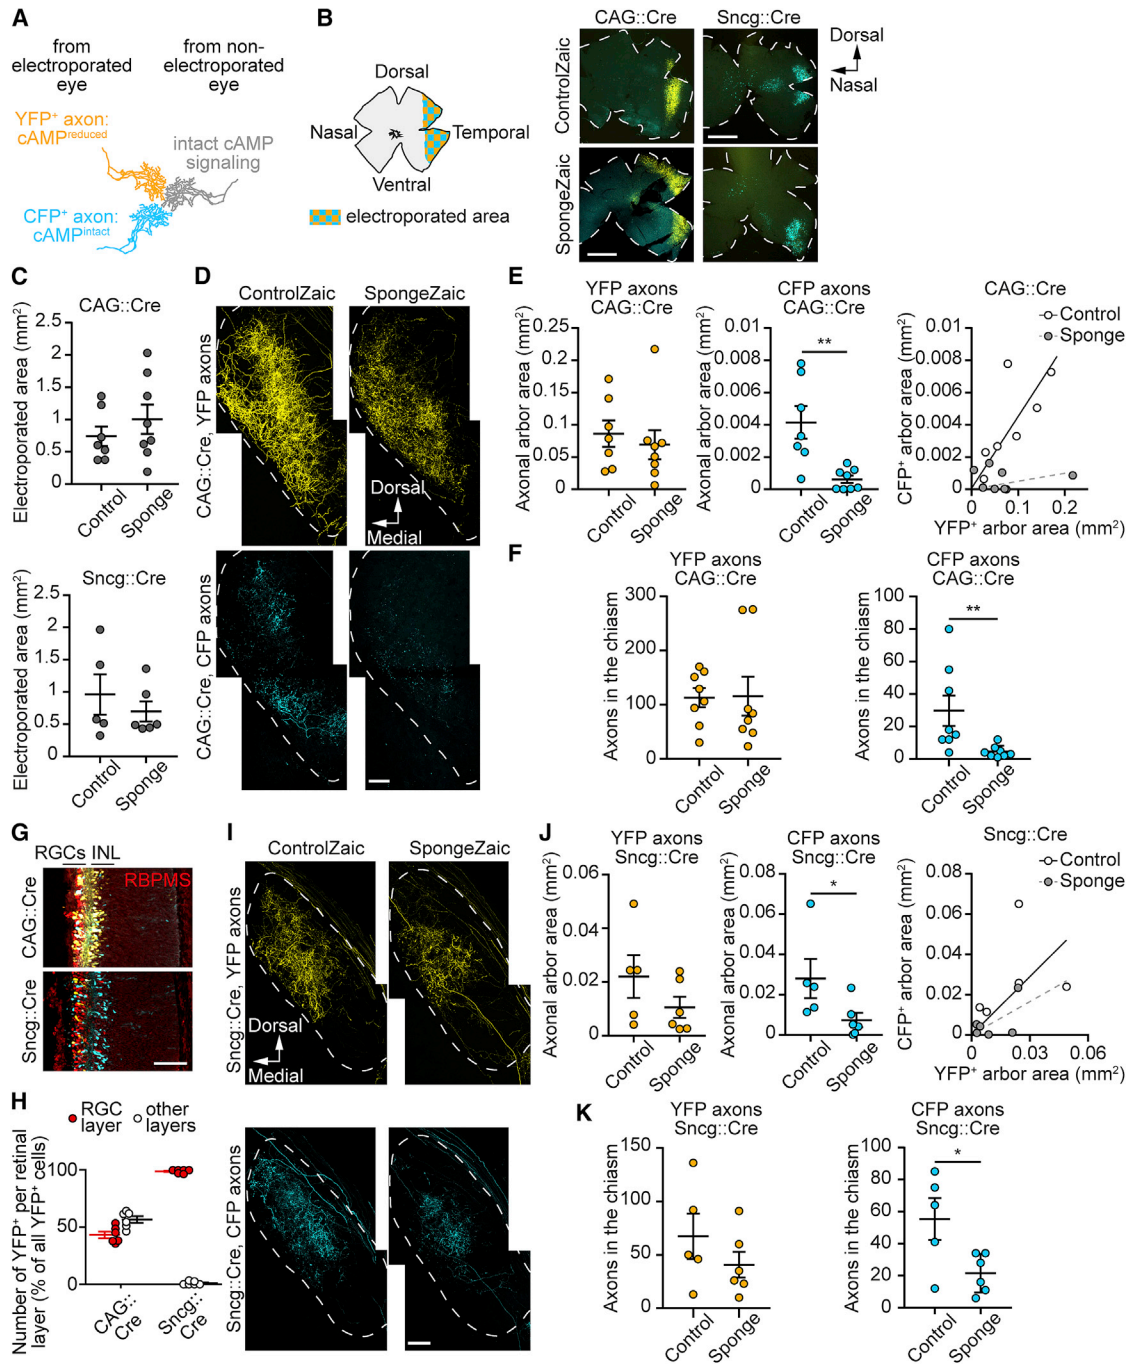 A
from
electroporated
eye
from non-
electroporated
eye
YFP⁺ axon:
cAMPreduced
intact cAMP
signaling
CFP⁺ axon:
cAMPintact
B
Dorsal
Nasal
Temporal
Ventral
electroporated area
CAG::Cre
Sncg::Cre
ControlZaic
SpongeZaic
Dorsal
Nasal
C
CAG::Cre
Electroporated area (mm²)
2.5
2
1.5
1
0.5
0
Control
Sponge
Sncg::Cre
Electroporated area (mm²)
2.5
2
1.5
1
0.5
0
Control
Sponge
D
ControlZaic
SpongeZaic
CAG::Cre, YFP axons
Dorsal
Medial
CAG::Cre, CFP axons
E
YFP axons
CAG::Cre
Axonal arbor area (mm²)
0.25
0.2
0.15
0.1
0.05
0
Control
Sponge
CFP axons
CAG::Cre
Axonal arbor area (mm²)
0.01
0.008
0.006
0.004
0.002
0
**
Control
Sponge
CAG::Cre
Control
Sponge
CFP⁺ arbor area (mm²)
0.01
0.008
0.006
0.004
0.002
0
0 0.1 0.2
YFP⁺ arbor area (mm²)
F
YFP axons
CAG::Cre
Axons in the chiasm
300
200
100
0
Control
Sponge
CFP axons
CAG::Cre
Axons in the chiasm
100
80
60
40
20
0
**
Control
Sponge
G
RGCs INL
RBPMS
CAG::Cre
Sncg::Cre
H
RGC
layer
other
layers
Number of YFP⁺ per retinal
layer (% of all YFP⁺ cells)
100
50
0
CAG::
Cre
Sncg::
Cre
I
ControlZaic
SpongeZaic
Sncg::Cre, YFP axons
Dorsal
Medial
Sncg::Cre, CFP axons
J
YFP axons
Sncg::Cre
Axonal arbor area (mm²)
0.06
0.04
0.02
0
Control
Sponge
CFP axons
Sncg::Cre
Axonal arbor area (mm²)
0.08
0.06
0.04
0.02
0
*
Control
Sponge
Sncg::Cre
Control
Sponge
CFP⁺ arbor area (mm²)
0.08
0.06
0.04
0.02
0
0 0.03 0.06
YFP⁺ arbor area (mm²)
K
YFP axons
Sncg::Cre
Axons in the chiasm
150
100
50
0
Control
Sponge
CFP axons
Sncg::Cre
Axons in the chiasm
100
80
60
40
20
0
*
Control
Sponge